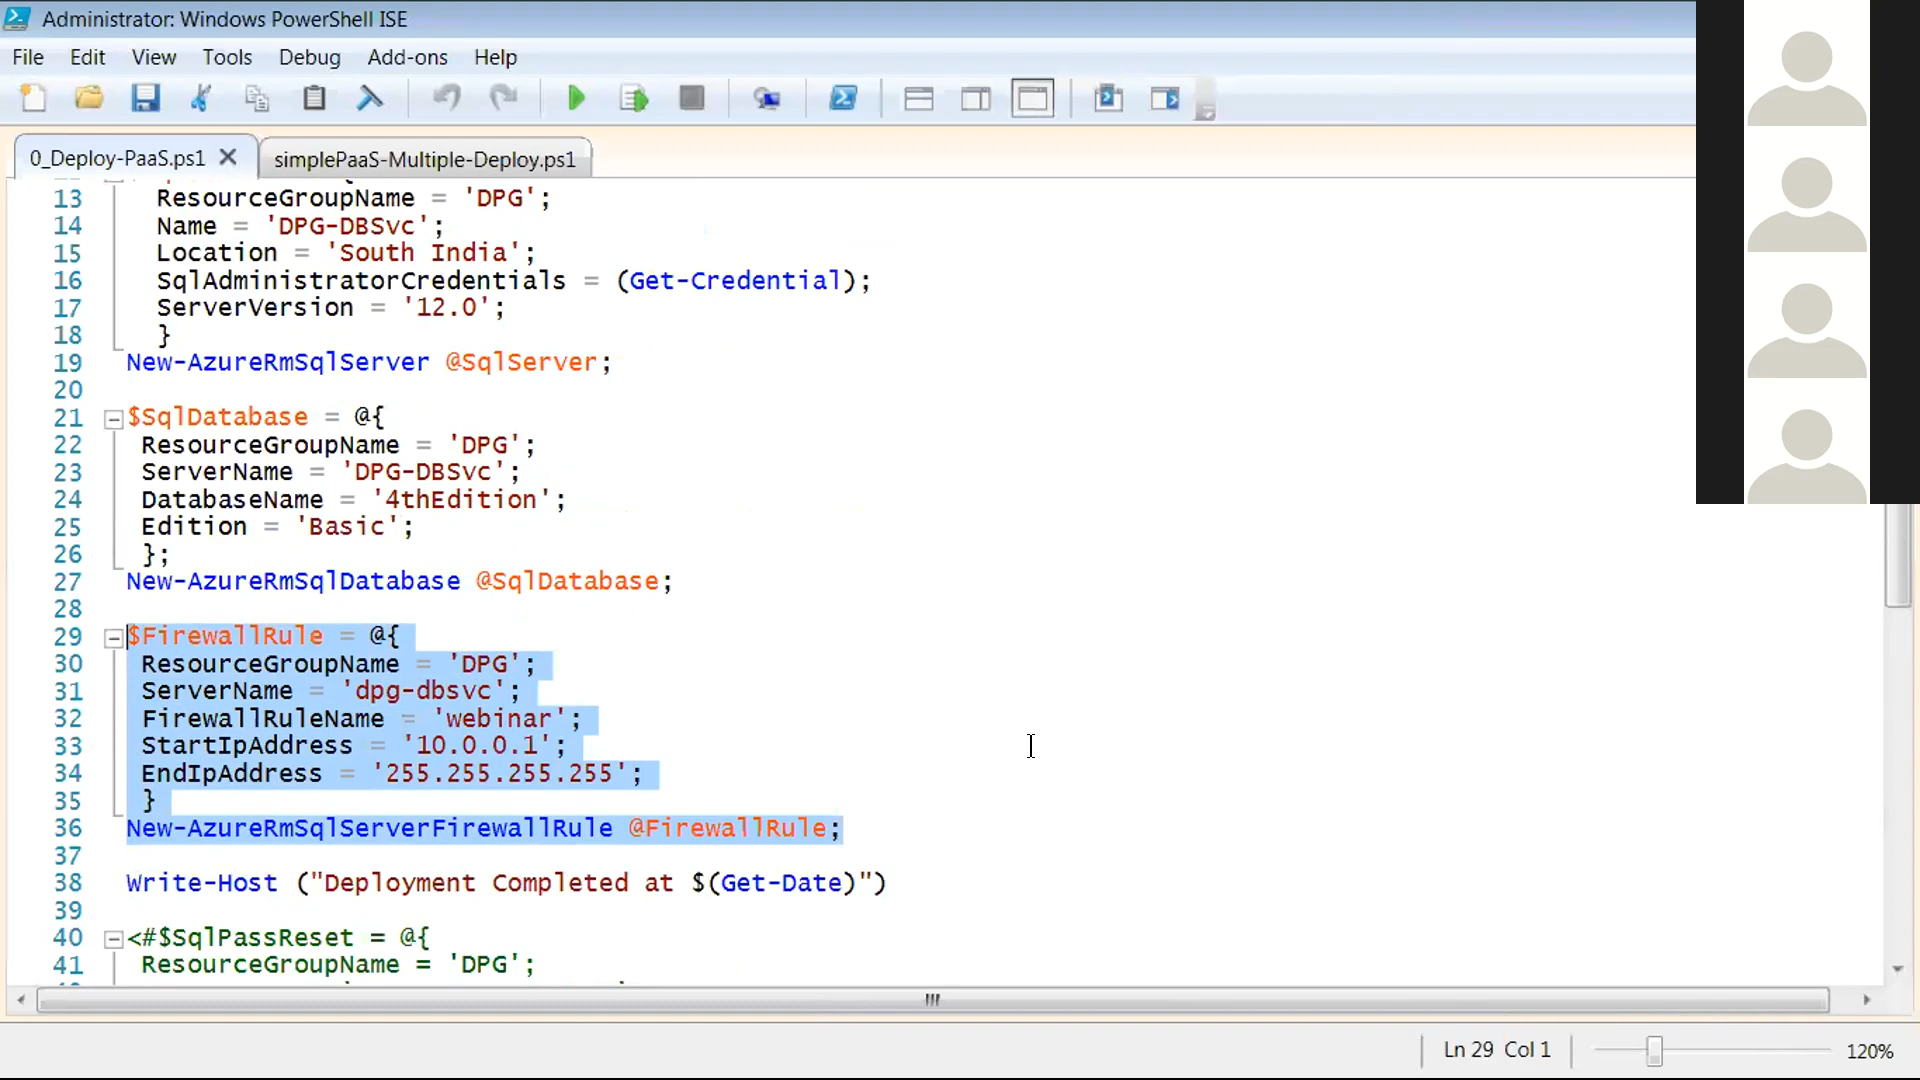 Administrator: Windows PowerShell ISE
File Edit View Tools Debug Add-ons Help
0_Deploy-PaaS.ps1
simplePaaS-Multiple-Deploy.ps1
13 ResourceGroupName = 'DPG';
14 Name = 'DPG-DBSvc';
15 Location = 'South India';
16 SqlAdministratorCredentials = (Get-Credential);
17 ServerVersion = '12.0';
18 }
19 New-AzureRmSqlServer @SqlServer;
20
21 $SqlDatabase = @{
22 ResourceGroupName = 'DPG';
23 ServerName = 'DPG-DBSvc';
24 DatabaseName = '4thEdition';
25 Edition = 'Basic';
26 };
27 New-AzureRmSqlDatabase @SqlDatabase;
28
29 $FirewallRule = @{
30 ResourceGroupName = 'DPG';
31 ServerName = 'dpg-dbsvc';
32 FirewallRuleName = 'webinar';
33 StartIpAddress = '10.0.0.1';
34 EndIpAddress = '255.255.255.255';
35 }
36 New-AzureRmSqlServerFirewallRule @FirewallRule;
37
38 Write-Host ("Deployment Completed at $(Get-Date)")
39
40 <#$SqlPassReset = @{
41 ResourceGroupName = 'DPG';
Ln 29 Col 1
120%